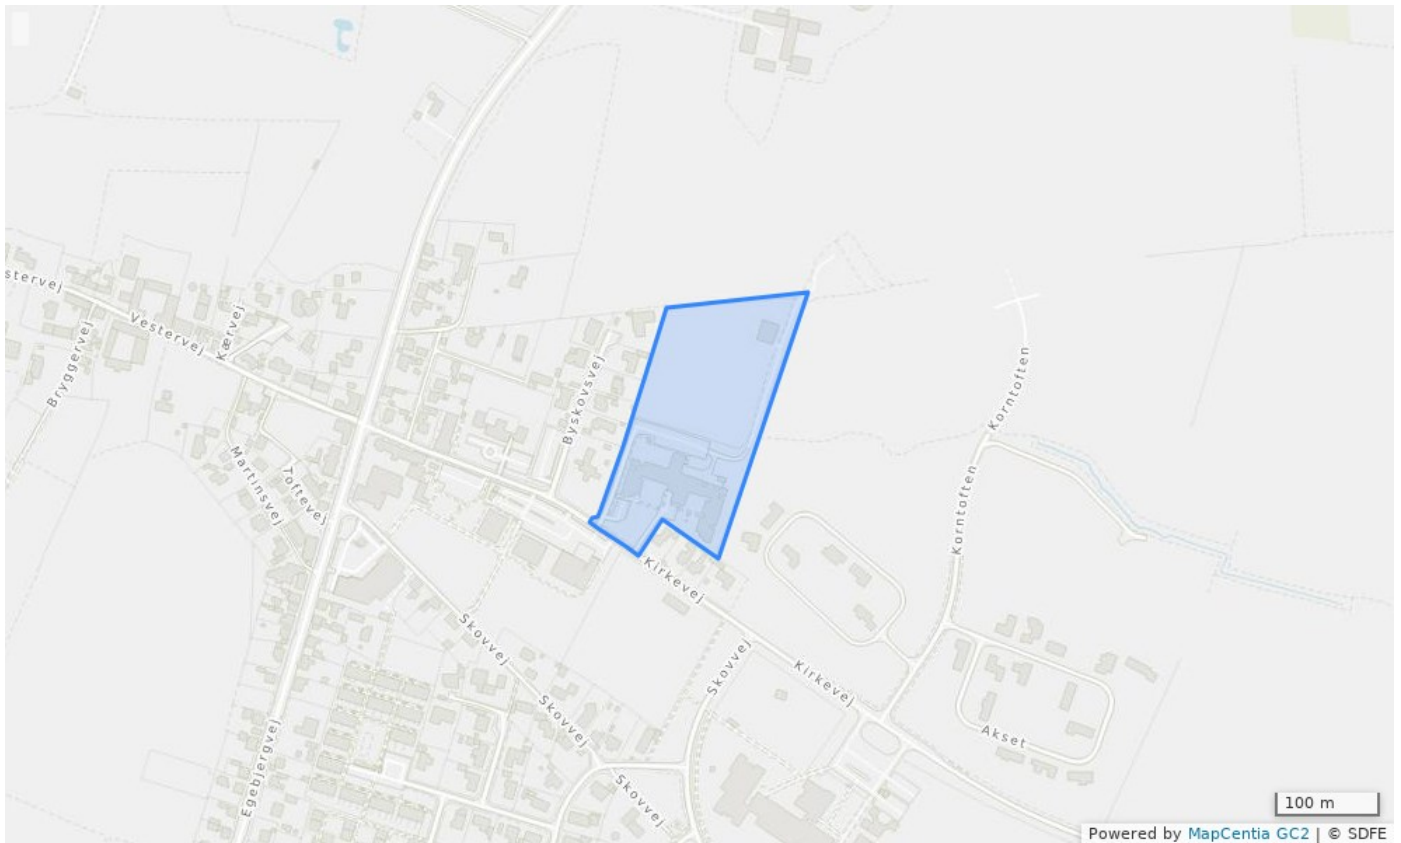 stervej
Vestervej
Kærvej
Bryggervej
Byskovsvej
Martinsvej
Toftevej
Korntoften
Korntoften
Kirkevej
Skovvej
Skovvej
Kirkevej
Skovvej
Egebjergvej
Akset
Skovvej
100 m
Powered by MapCentia GC2 | © SDFE